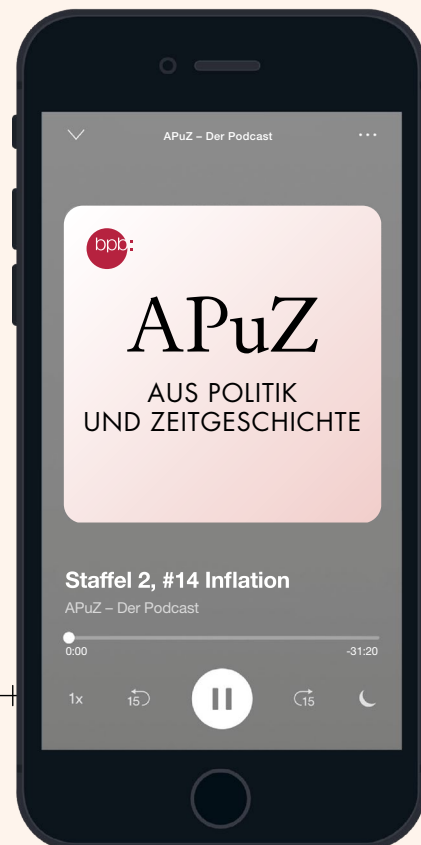 APuZ – Der Podcast
bpb:
APuZ
AUS POLITIK
UND ZEITGESCHICHTE
Staffel 2, #14 Inflation
APuZ – Der Podcast
0:00 -31:20
1x 15 15